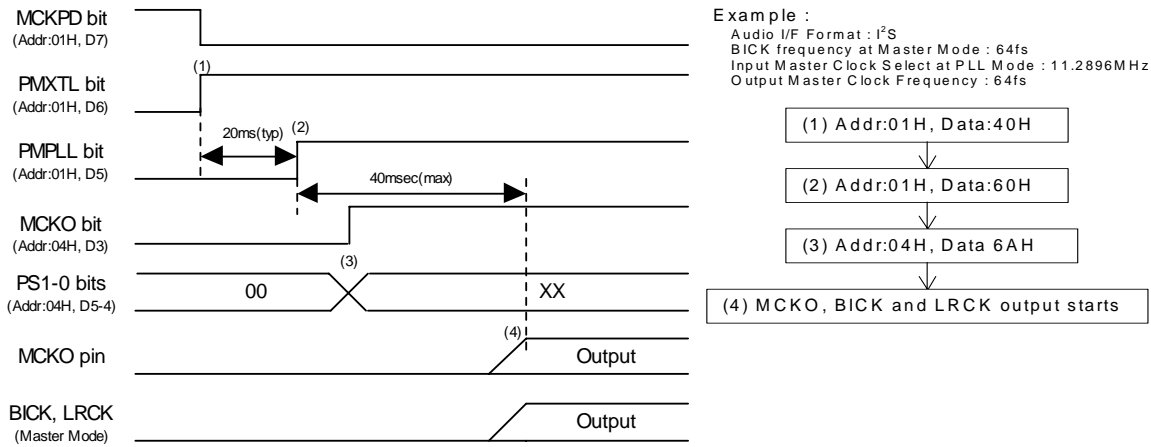 MCKPD bit
(Addr:01H, D7)
(1)
PMXTL bit
(Addr:01H, D6)
20ms(typ)
(2)
PMPLL bit
(Addr:01H, D5)
40msec(max)
MCKO bit
(Addr:04H, D3)
(3)
PS1-0 bits
(Addr:04H, D5-4)
00
XX
(4)
MCKO pin
Output
BICK, LRCK
(Master Mode)
Output
Example :
Audio I/F Format : I²S
BICK frequency at Master Mode : 64fs
Input Master Clock Select at PLL Mode : 11.2896MHz
Output Master Clock Frequency : 64fs
(1) Addr:01H, Data:40H
(2) Addr:01H, Data:60H
(3) Addr:04H, Data 6AH
(4) MCKO, BICK and LRCK output starts